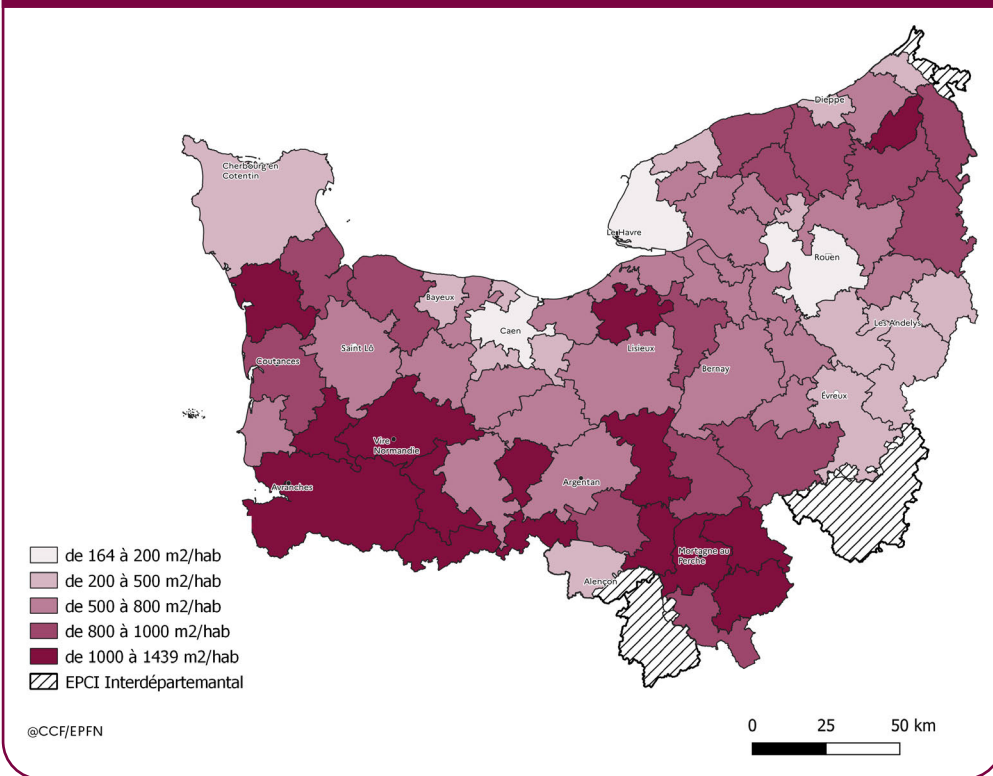 Dieppe
Cherbourg en
Cotentin
Le Havre
Rouen
Bayeux
Caen
Les Andelys
Saint Lô
Lisieux
Coutances
Bernay
Évreux
Vire
Normandie
Argentan
Avranches
Mortagne au
Perche
Alençon
de 164 à 200 m2/hab
de 200 à 500 m2/hab
de 500 à 800 m2/hab
de 800 à 1000 m2/hab
de 1000 à 1439 m2/hab
EPCI Interdépartemantal
@CCF/EPFN
0 25 50 km